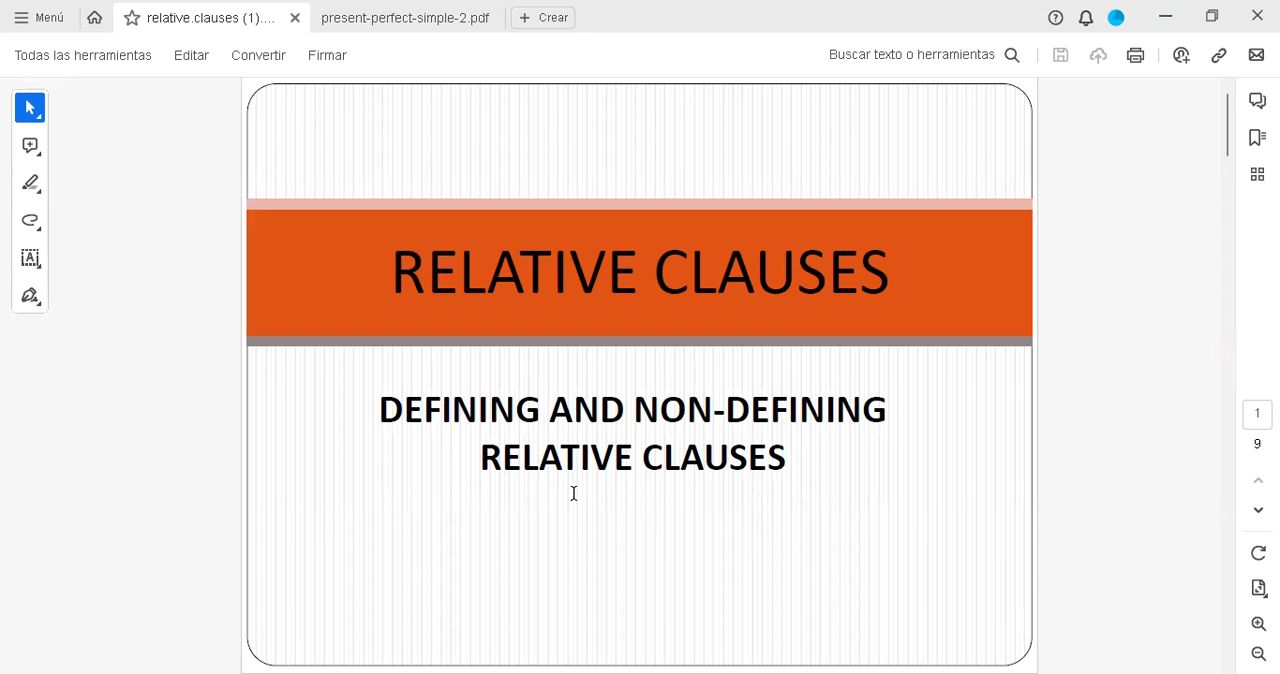 Menú
relative.clauses (1)....
present-perfect-simple-2.pdf
Crear
Todas las herramientas
Editar
Convertir
Firmar
Buscar texto o herramientas
RELATIVE CLAUSES
DEFINING AND NON-DEFINING
RELATIVE CLAUSES
1
9